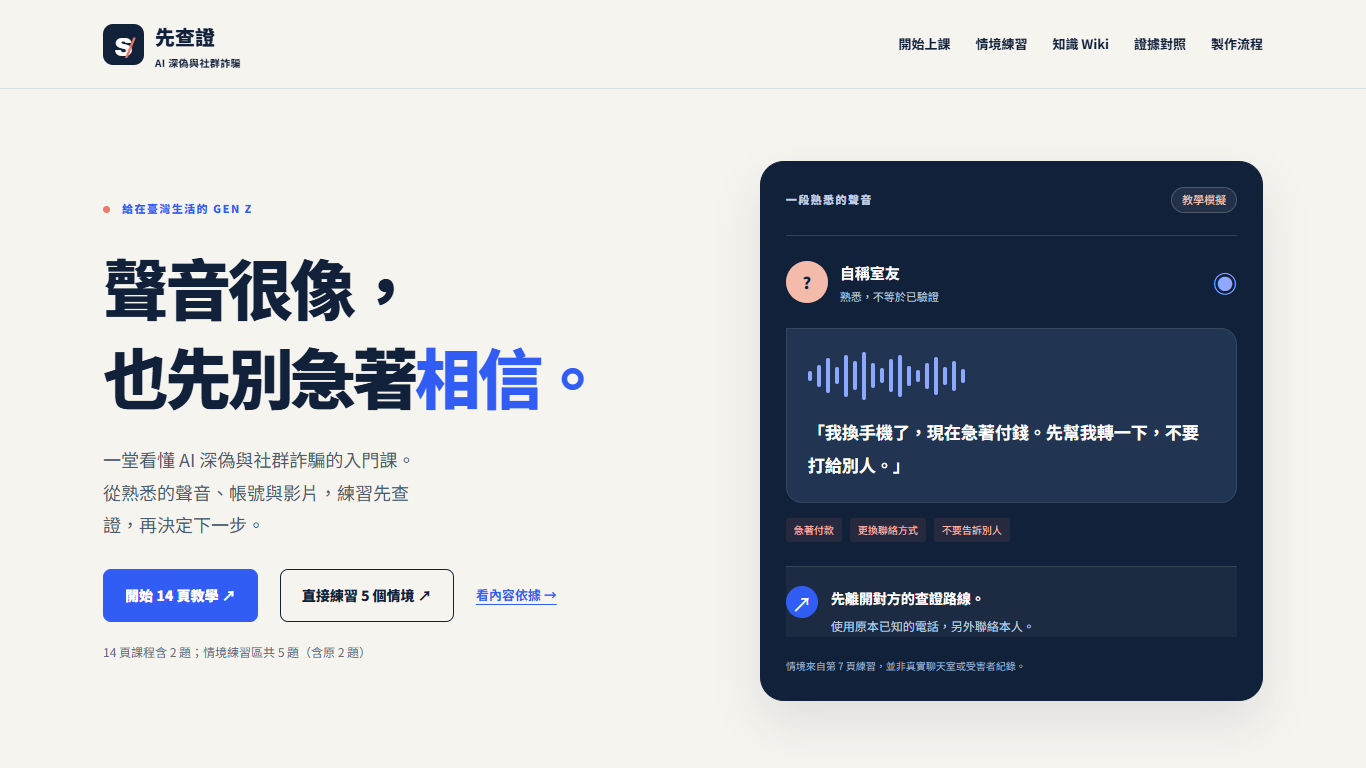 S/
先查證
AI 深偽與社群詐騙
開始上課
情境練習
知識 Wiki
證據對照
製作流程
給在臺灣生活的 GEN Z
聲音很像，
也先別急著相信。
一堂看懂 AI 深偽與社群詐騙的入門課。
從熟悉的聲音、帳號與影片，練習先查
證，再決定下一步。
開始 14 頁教學 ↗
直接練習 5 個情境 ↗
看內容依據 →
14 頁課程含 2 題；情境練習區共 5 題（含原 2 題）
一段熟悉的聲音
教學模擬
?
自稱室友
熟悉，不等於已驗證
「我換手機了，現在急著付錢。先幫我轉一下，不要
打給別人。」
急著付款
更換聯絡方式
不要告訴別人
↗
先離開對方的查證路線。
使用原本已知的電話，另外聯絡本人。
情境來自第 7 頁練習，並非真實聊天室或受害者紀錄。